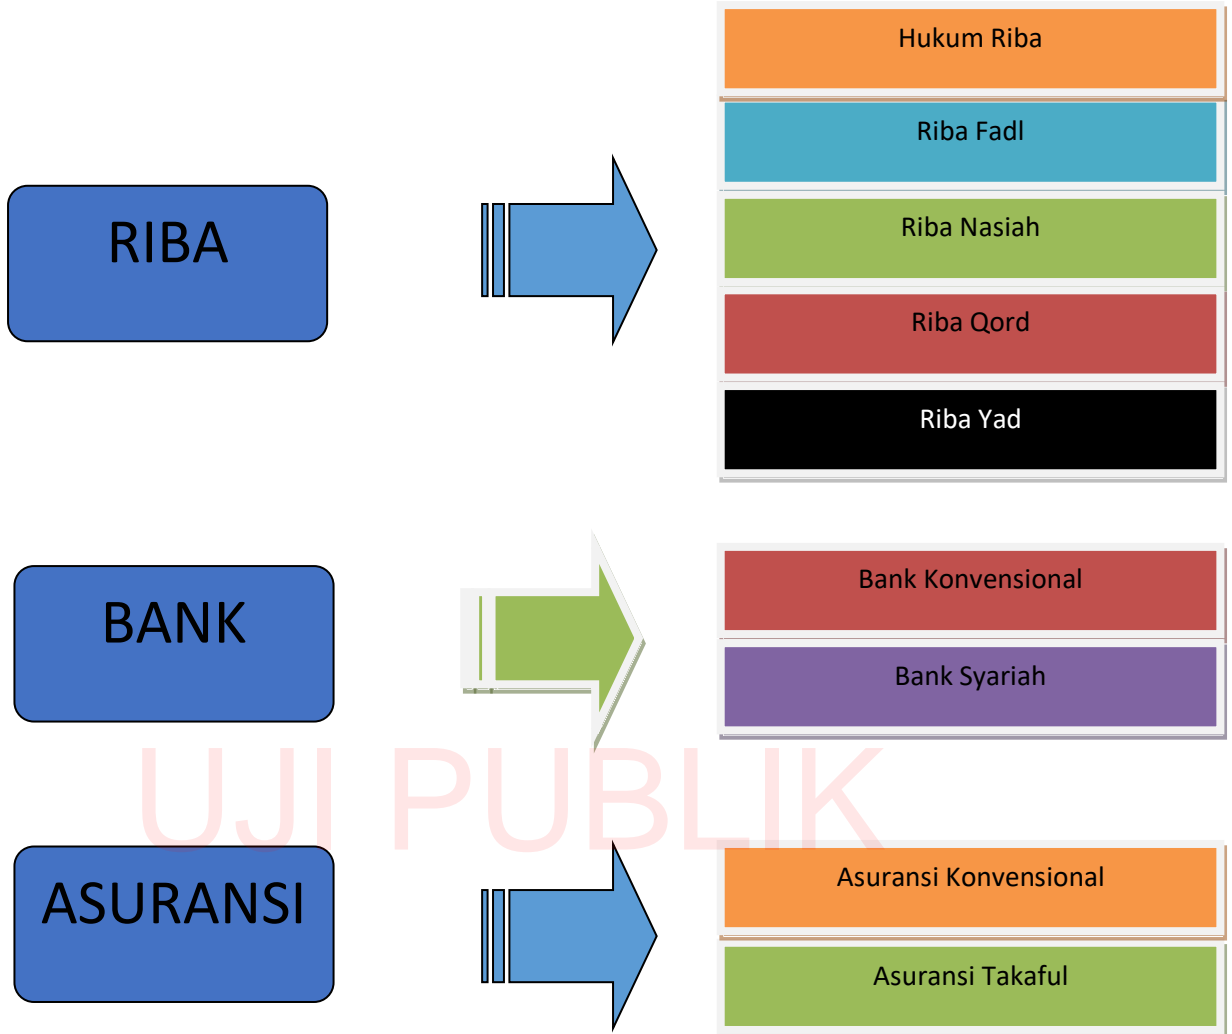 RIBA
Hukum Riba
Riba Fadl
Riba Nasiah
Riba Qord
Riba Yad
BANK
Bank Konvensional
Bank Syariah
UJI PUBLIK
ASURANSI
Asuransi Konvensional
Asuransi Takaful